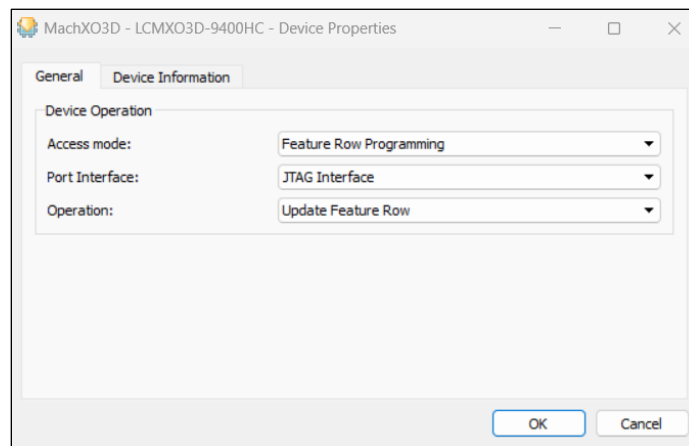 MachXO3D - LCMXO3D-9400HC - Device Properties
General Device Information
Device Operation
Access mode: Feature Row Programming
Port Interface: JTAG Interface
Operation: Update Feature Row
OK Cancel